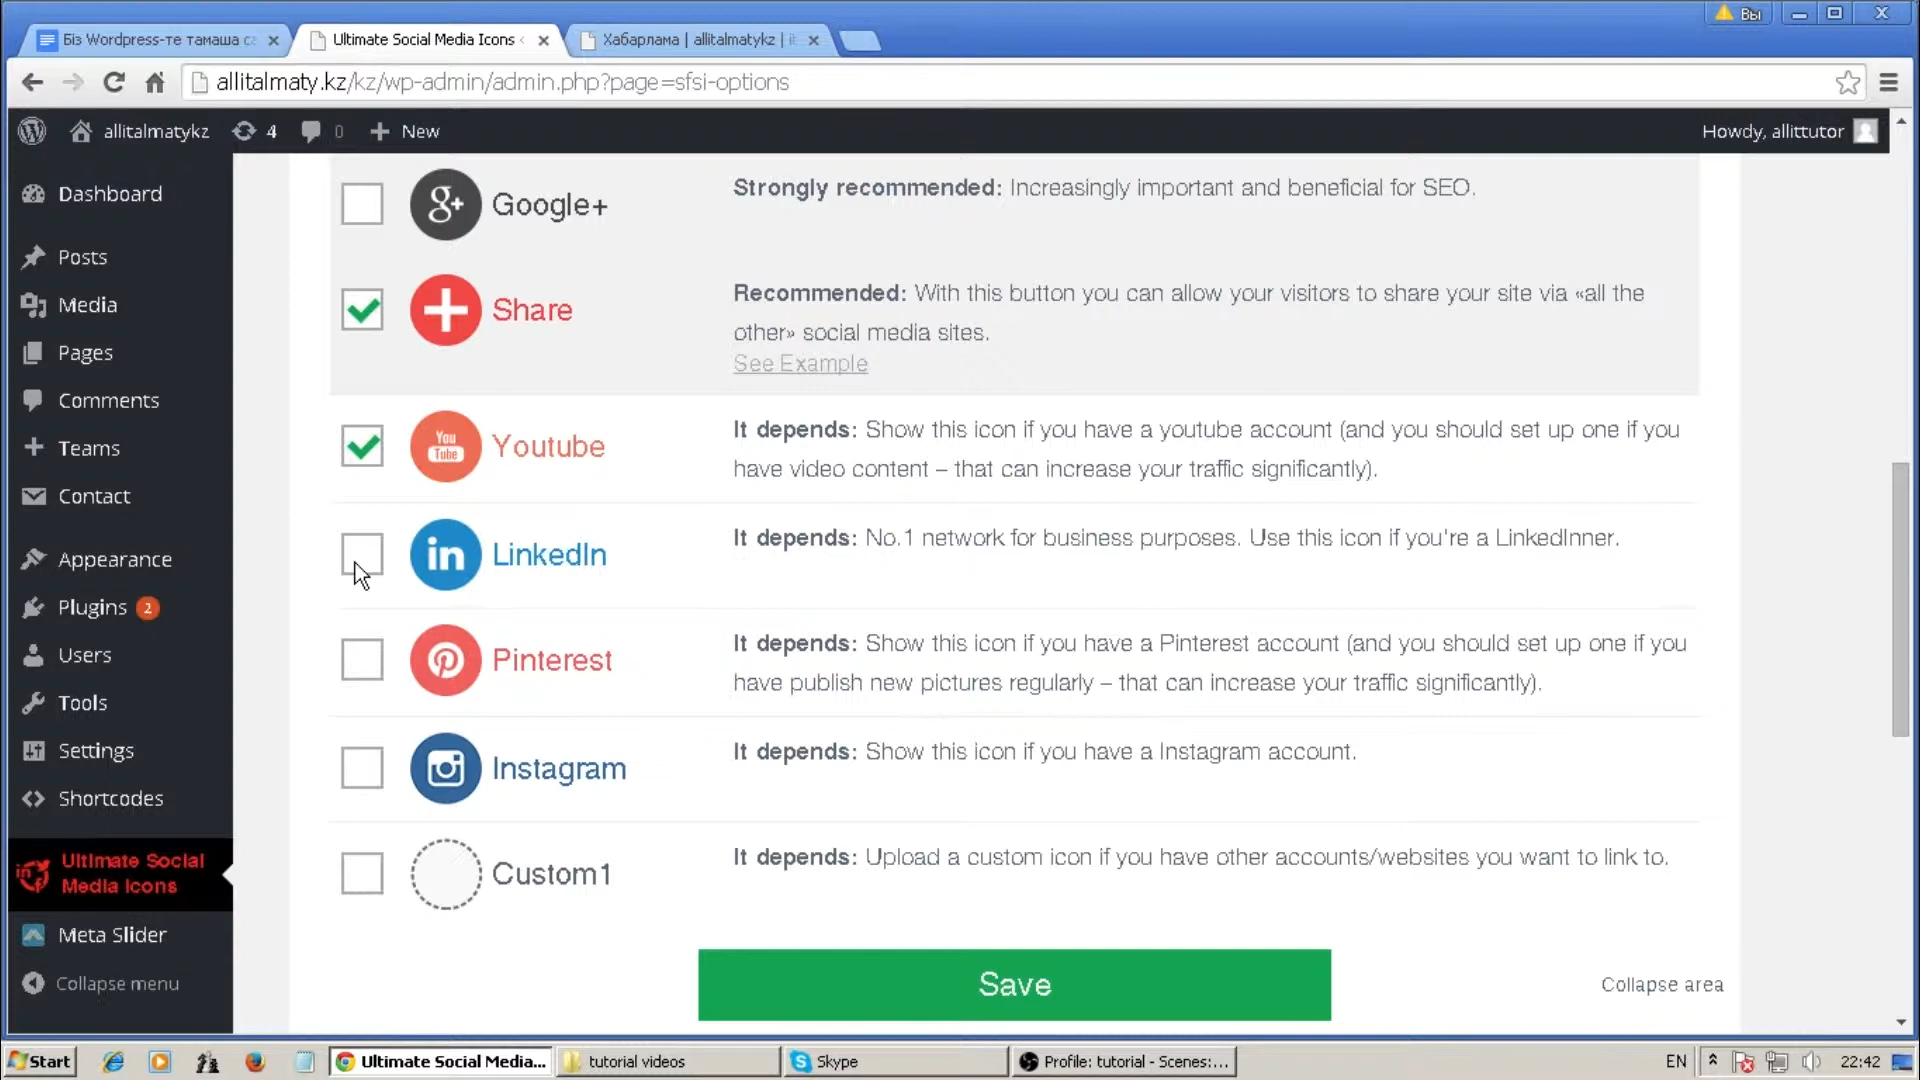 Вы
Біз Wordpress-те тамаша са
Ultimate Social Media Icons
Хабарлама | allitalmatykz | i
allitalmaty.kz/kz/wp-admin/admin.php?page=sfsi-options
allitalmatykz 4 0 New Howdy, allittutor
Dashboard
Posts
Media
Pages
Comments
Teams
Contact
Appearance
Plugins 2
Users
Tools
Settings
Shortcodes
Ultimate Social
Media Icons
Meta Slider
Collapse menu
Google+
Strongly recommended: Increasingly important and beneficial for SEO.
Share
Recommended: With this button you can allow your visitors to share your site via «all the
other» social media sites.
See Example
You
Tube
Youtube
It depends: Show this icon if you have a youtube account (and you should set up one if you
have video content – that can increase your traffic significantly).
in
LinkedIn
It depends: No.1 network for business purposes. Use this icon if you're a LinkedInner.
Pinterest
It depends: Show this icon if you have a Pinterest account (and you should set up one if you
have publish new pictures regularly – that can increase your traffic significantly).
Instagram
It depends: Show this icon if you have a Instagram account.
Custom1
It depends: Upload a custom icon if you have other accounts/websites you want to link to.
Save
Collapse area
Start
Ultimate Social Media...
tutorial videos
Skype
Profile: tutorial - Scenes:...
EN
22:42